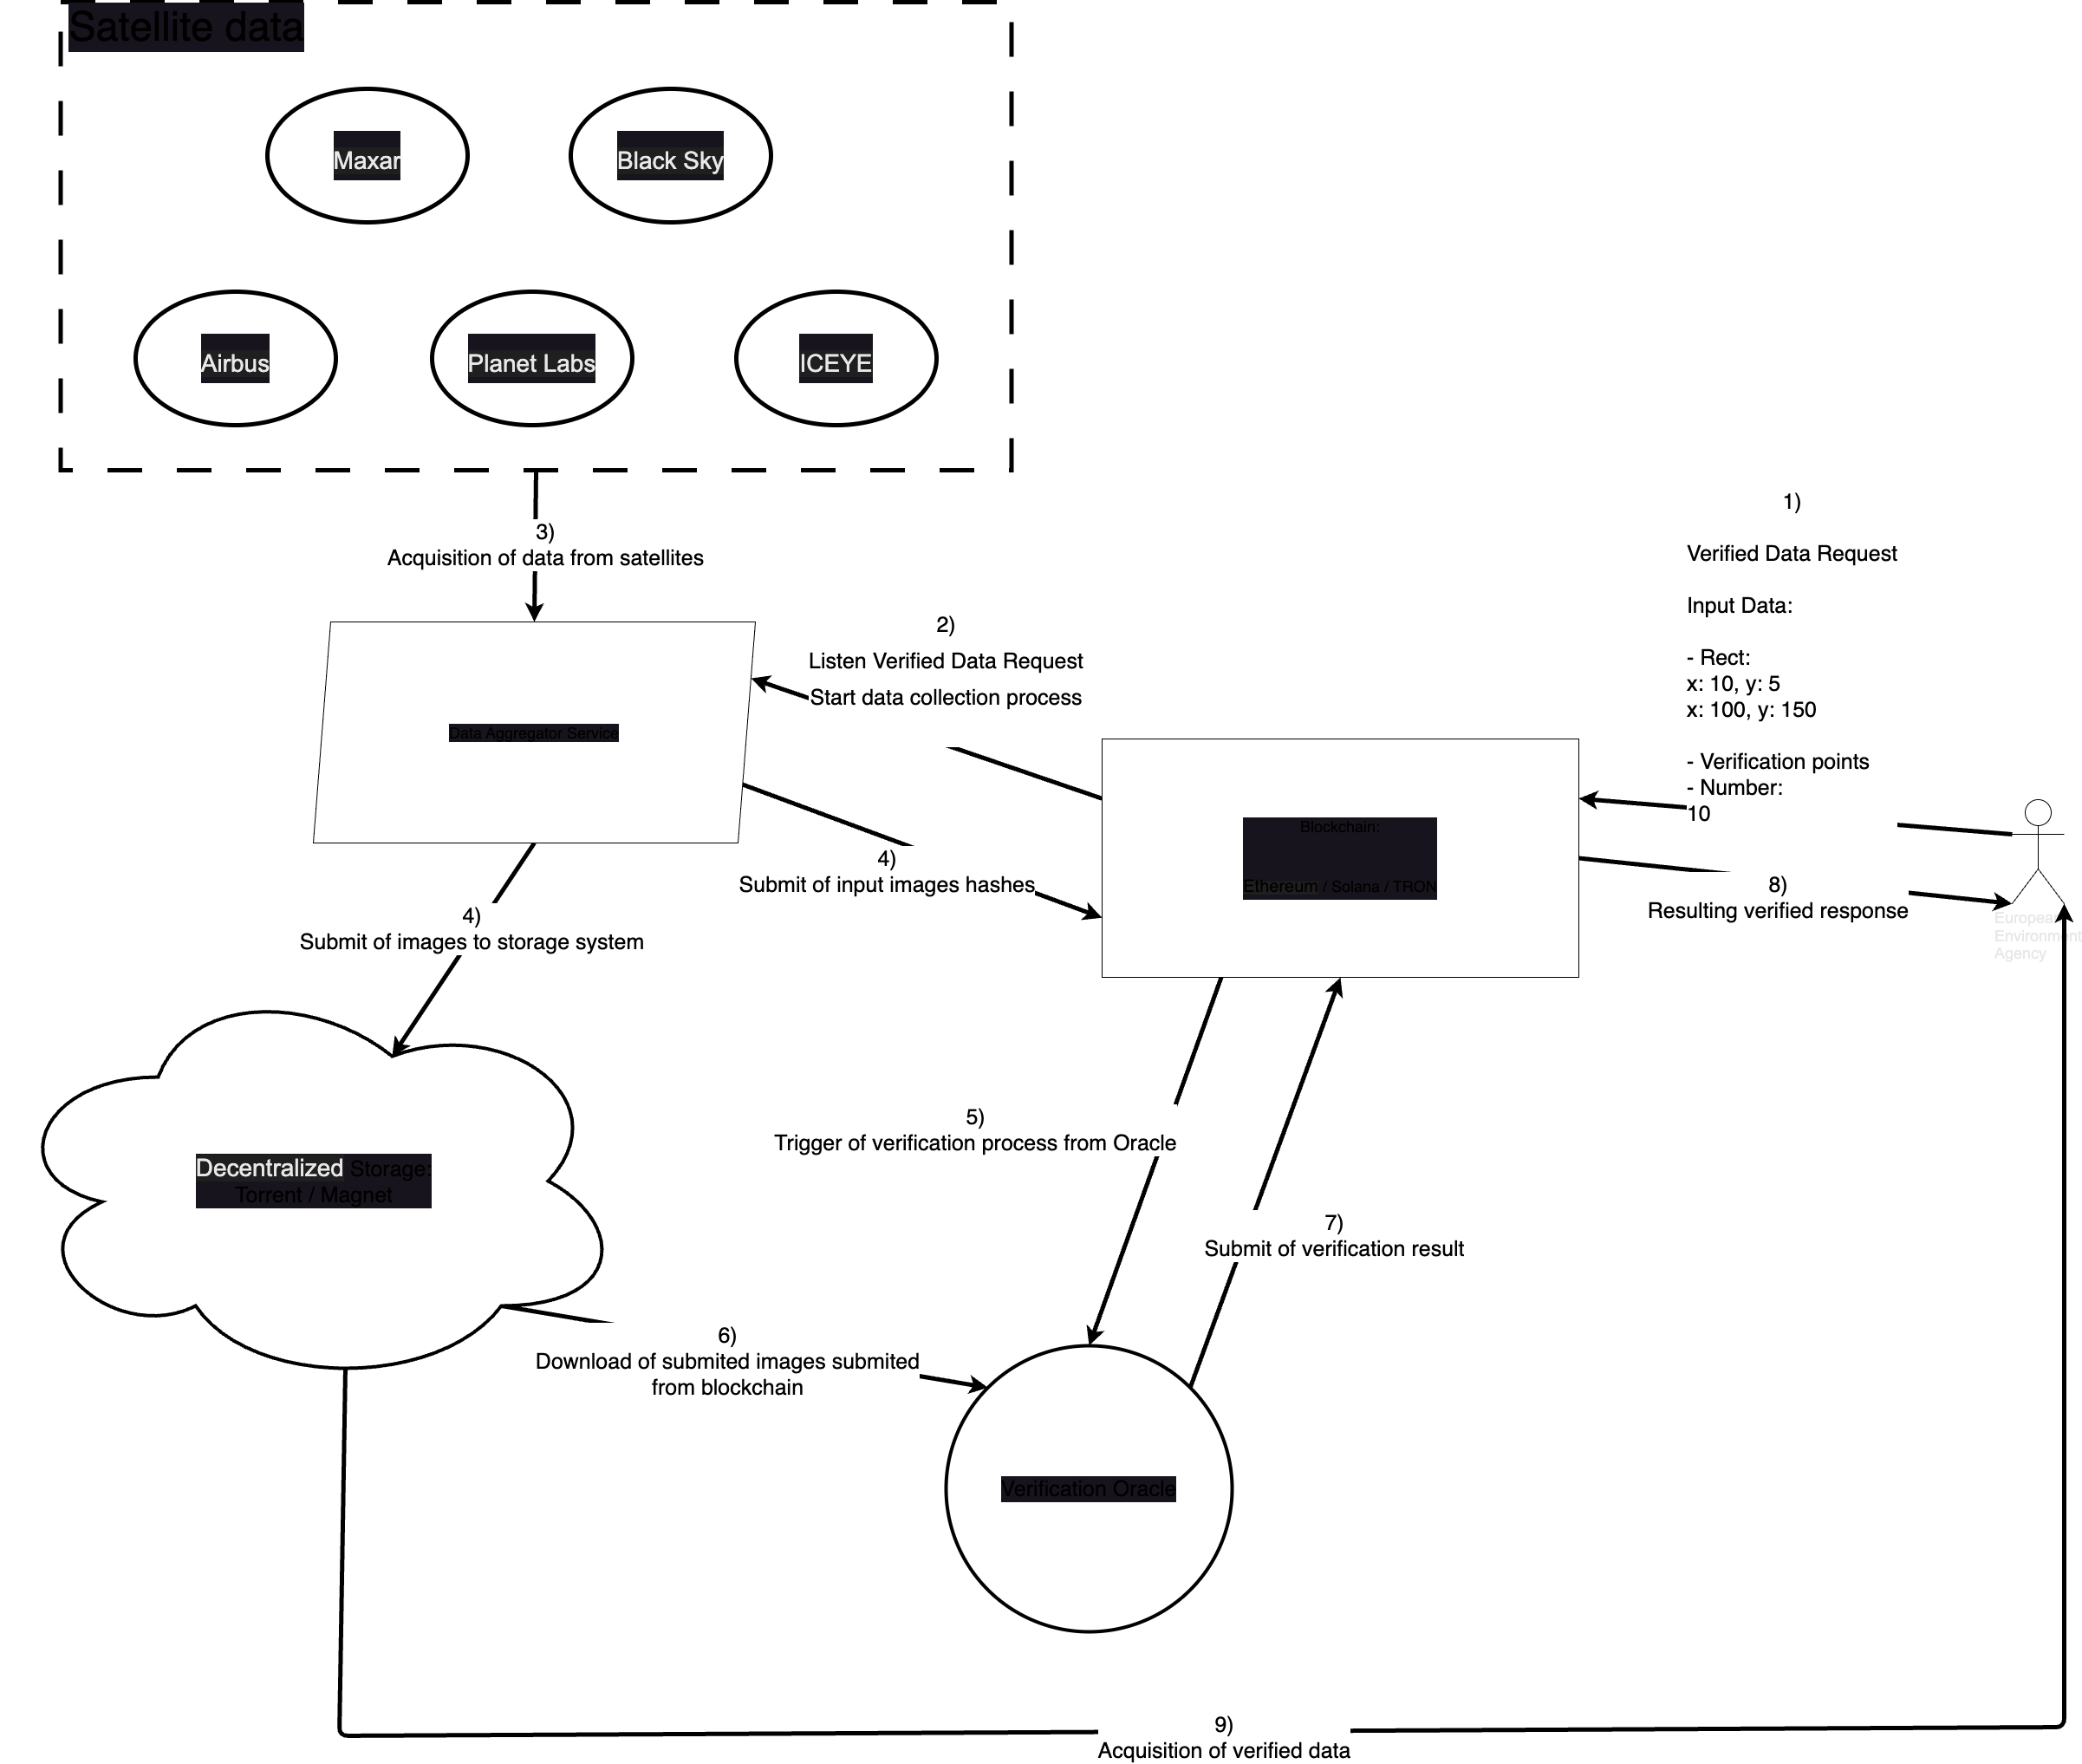 Satellite data
Maxar
Black Sky
Airbus
Planet Labs
ICEYE
3)
Acquisition of data from satellites
1)
Verified Data Request
Input Data:
- Rect:
x: 10, y: 5
x: 100, y: 150
- Verification points
- Number:
10
2)
Listen Verified Data Request
Start data collection process
Data Aggregator Service
Blockchain:
Ethereum / Solana / TRON
4)
Submit of input images hashes
8)
Resulting verified response
European
Environment
Agency
4)
Submit of images to storage system
5)
Trigger of verification process from Oracle
Decentralized Storage:
Torrent / Magnet
7)
Submit of verification result
6)
Download of submited images submited
from blockchain
Verification Oracle
9)
Acquisition of verified data